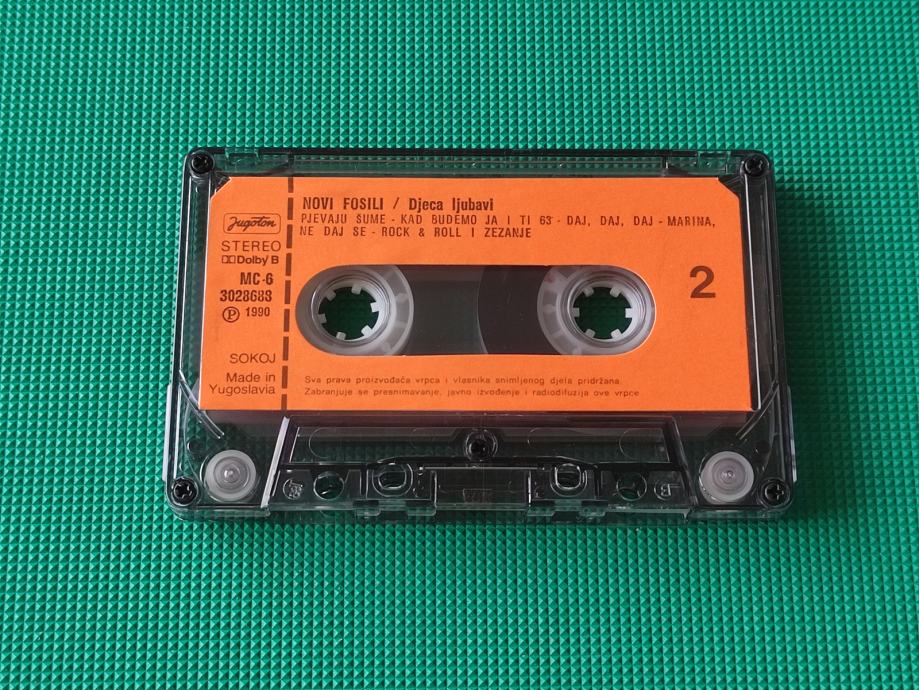 NOVI FOSILI / Djeca ljubavi
PJEVAJU ŠUME - KAD BUDEMO JA I TI 63 - DAJ, DAJ, DAJ - MARINA,
NE DAJ SE - ROCK & ROLL I ZEZANJE
Jugoton
STEREO
Dolby B
MC-6
3028688
℗ 1990
2
SOKOJ
Made in
Yugoslavia
Sva prava proizvođača vrpca i vlasnika snimljenog djela pridržana.
Zabranjuje se presnimavanje, javno izvođenje i radiodifuzija ove vrpce